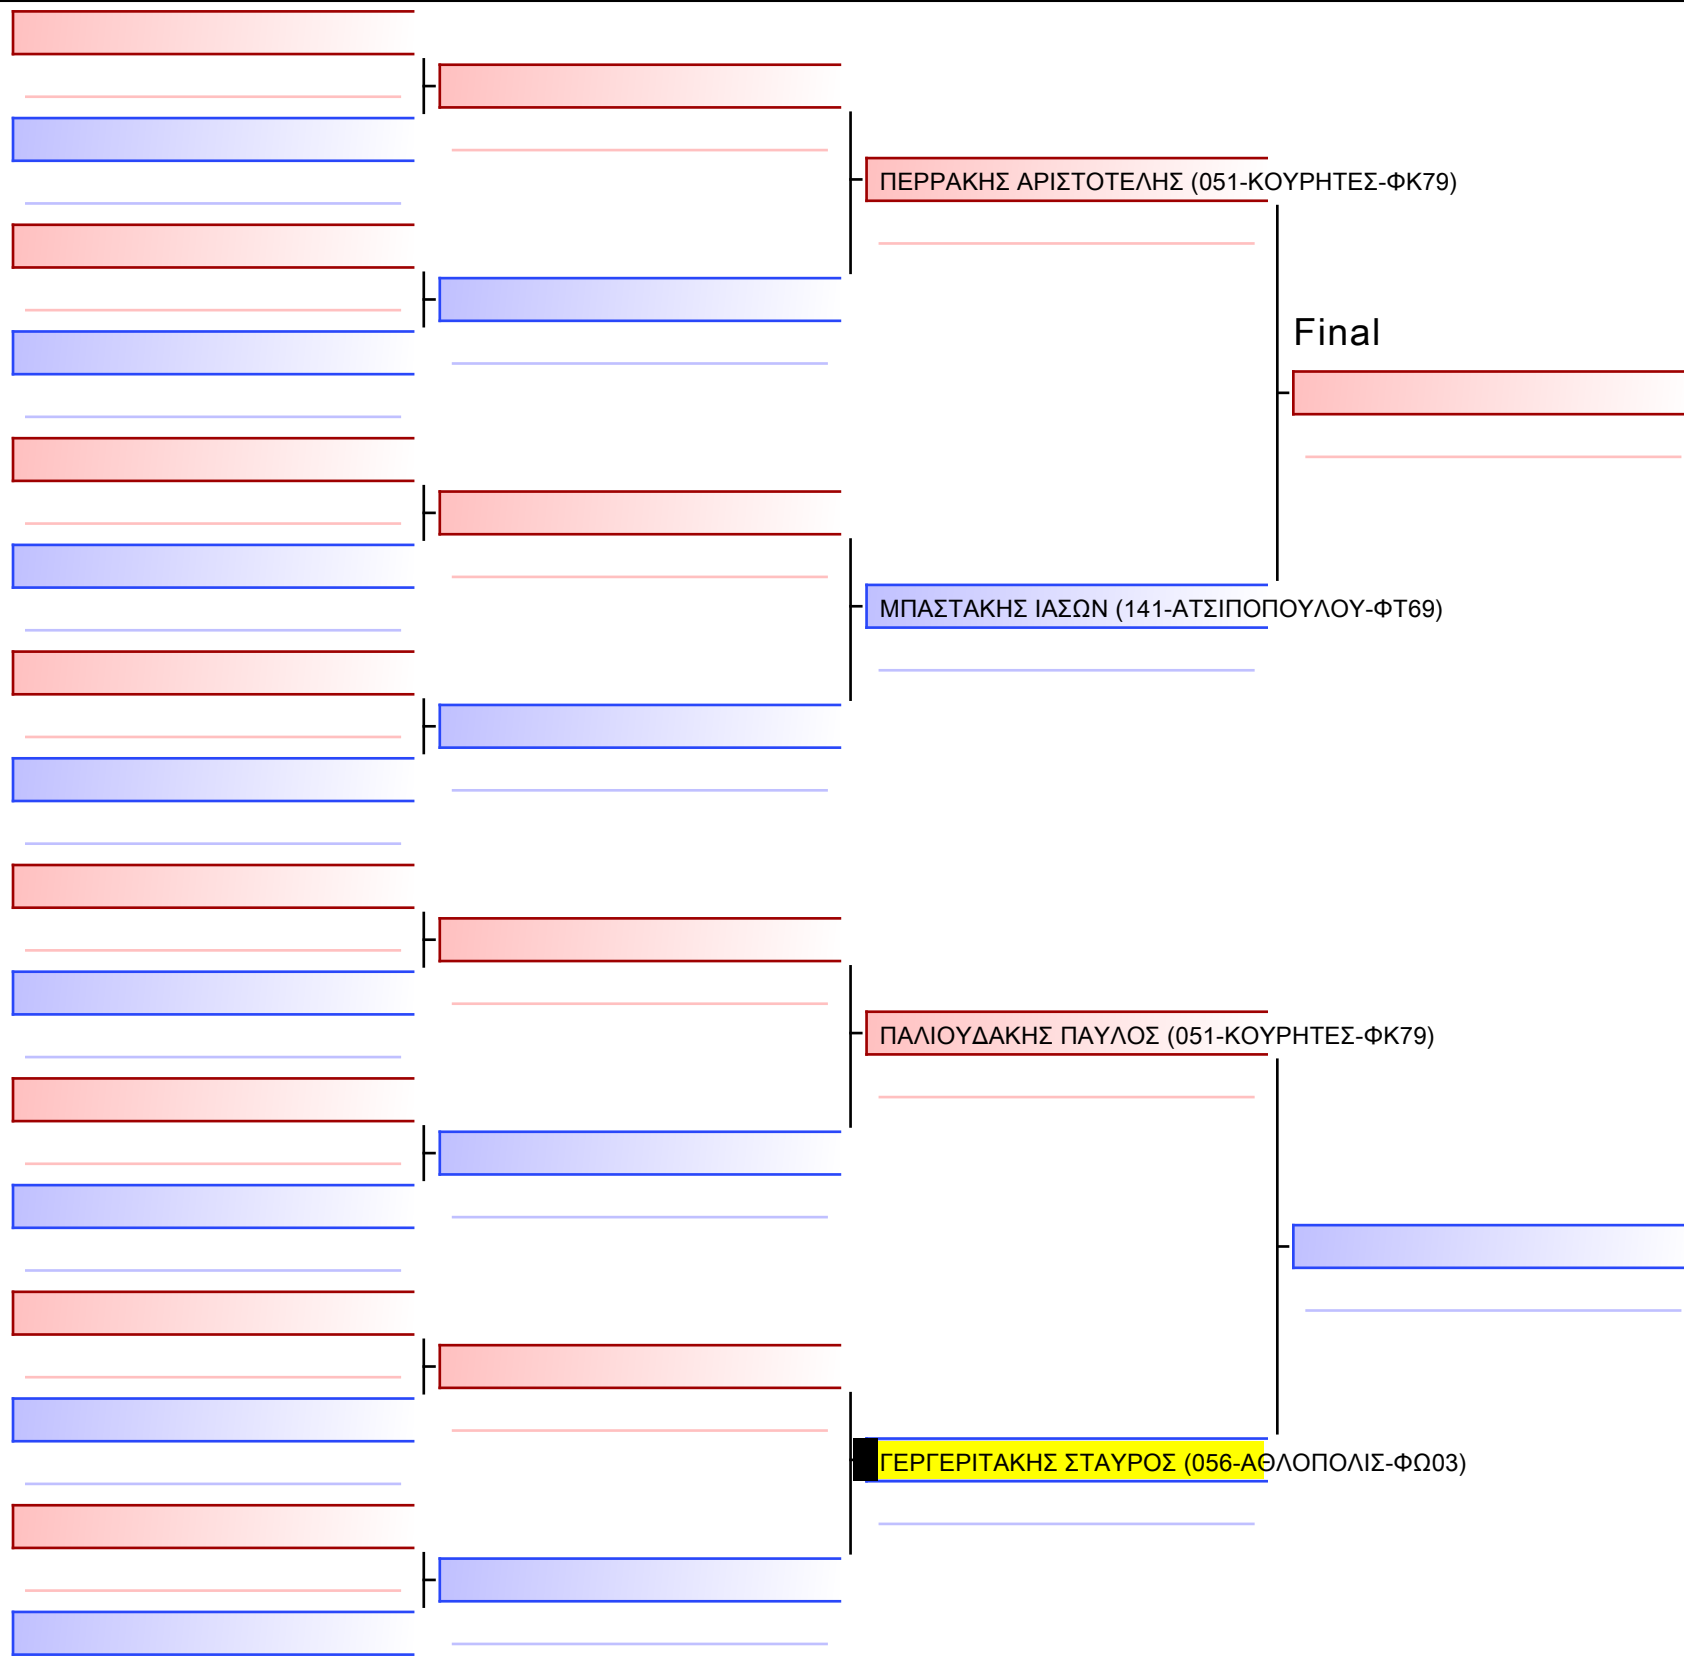 ΠΕΡΡΑΚΗΣ ΑΡΙΣΤΟΤΕΛΗΣ (051-ΚΟΥΡΗΤΕΣ-ΦΚ79)
Final
ΜΠΑΣΤΑΚΗΣ ΙΑΣΩΝ (141-ΑΤΣΙΠΟΠΟΥΛΟΥ-ΦΤ69)
ΠΑΛΙΟΥΔΑΚΗΣ ΠΑΥΛΟΣ (051-ΚΟΥΡΗΤΕΣ-ΦΚ79)
ΓΕΡΓΕΡΙΤΑΚΗΣ ΣΤΑΥΡΟΣ (056-ΑΘΛΟΠΟΛΙΣ-ΦΩ03)